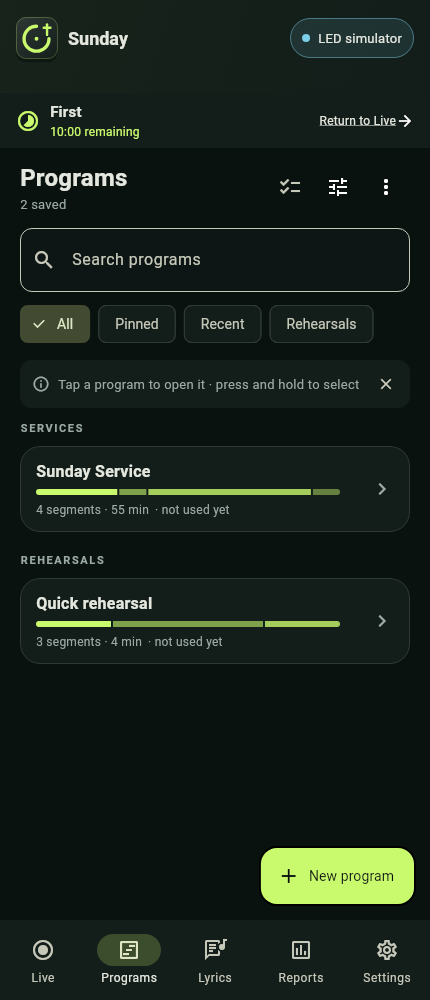 Sunday
LED simulator
First
10:00 remaining
Return to Live
Programs
2 saved
Search programs
All
Pinned
Recent
Rehearsals
Tap a program to open it · press and hold to select
SERVICES
Sunday Service
4 segments · 55 min · not used yet
REHEARSALS
Quick rehearsal
3 segments · 4 min · not used yet
New program
Live
Programs
Lyrics
Reports
Settings